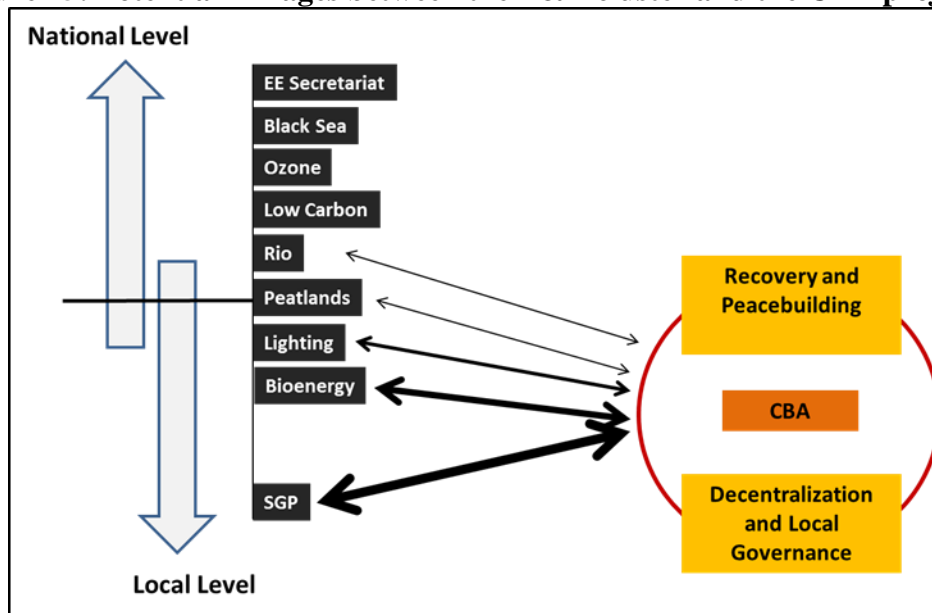 National Level
EE Secretariat
Black Sea
Ozone
Low Carbon
Rio
Peatlands
Lighting
Bioenergy
SGP
Local Level
Recovery and
Peacebuilding
CBA
Decentralization
and Local
Governance